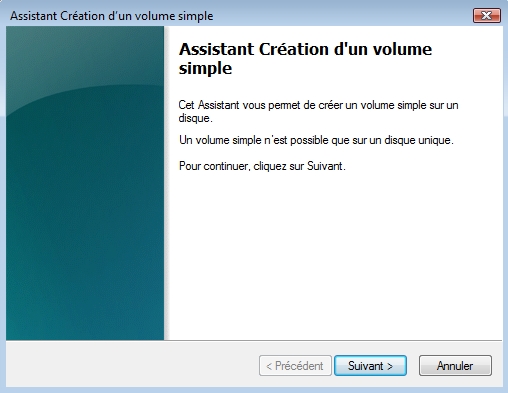 Assistant Création d'un volume simple
Assistant Création d'un volume
simple
Cet Assistant vous permet de créer un volume simple sur un
disque.
Un volume simple n'est possible que sur un disque unique.
Pour continuer, cliquez sur Suivant.
< Précédent
Suivant >
Annuler